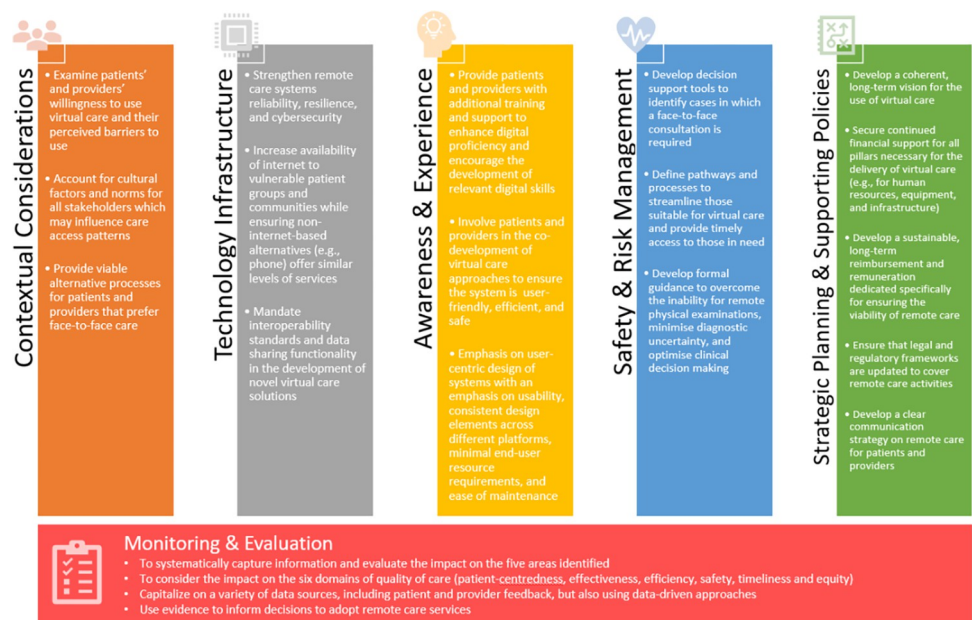 Contextual Considerations
• Examine patients'
and providers'
willingness to use
virtual care and their
perceived barriers to
use
• Account for cultural
factors and norms for
all stakeholders which
may influence care
access patterns
• Provide viable
alternative processes
for patients and
providers that prefer
face-to-face care
Technology Infrastructure
• Strengthen remote
care systems
reliability, resilience,
and cybersecurity
• Increase availability
of internet to
vulnerable patient
groups and
communities while
ensuring non-
internet-based
alternatives (e.g.,
phone) offer similar
levels of services
• Mandate
interoperability
standards and data
sharing functionality
in the development of
novel virtual care
solutions
Awareness & Experience
• Provide patients
and providers with
additional training
and support to
enhance digital
proficiency and
encourage the
development of
relevant digital skills
• Involve patients and
providers in the co-
development of
virtual care
approaches to ensure
the system is user-
friendly, efficient, and
safe
• Emphasis on user-
centric design of
systems with an
emphasis on usability,
consistent design
elements across
different platforms,
minimal end-user
resource
requirements, and
ease of maintenance
Safety & Risk Management
• Develop decision
support tools to
identify cases in which
a face-to-face
consultation is
required
• Define pathways and
processes to
streamline those
suitable for virtual care
and provide timely
access to those in need
• Develop formal
guidance to overcome
the inability for remote
physical examinations,
minimise diagnostic
uncertainty, and
optimise clinical
decision making
Strategic Planning & Supporting Policies
• Develop a coherent,
long-term vision for the
use of virtual care
• Secure continued
financial support for all
pillars necessary for the
delivery of virtual care
(e.g., for human
resources, equipment,
and infrastructure)
• Develop a sustainable,
long-term
reimbursement and
remuneration
dedicated specifically
for ensuring the
viability of remote care
• Ensure that legal and
regulatory frameworks
are updated to cover
remote care activities
• Develop a clear
communication
strategy on remote care
for patients and
providers
Monitoring & Evaluation
• To systematically capture information and evaluate the impact on the five areas identified
• To consider the impact on the six domains of quality of care (patient-centredness, effectiveness, efficiency, safety, timeliness and equity)
• Capitalize on a variety of data sources, including patient and provider feedback, but also using data-driven approaches
• Use evidence to inform decisions to adopt remote care services